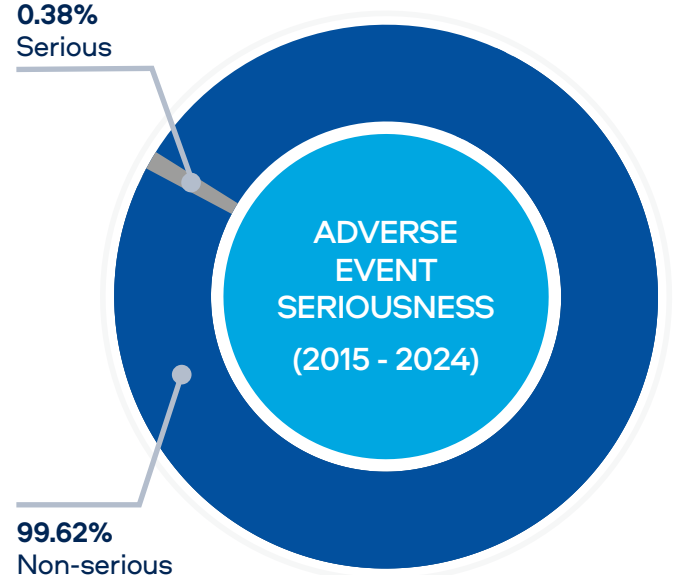 0.38%
Serious
ADVERSE
EVENT
SERIOUSNESS
(2015 - 2024)
99.62%
Non-serious